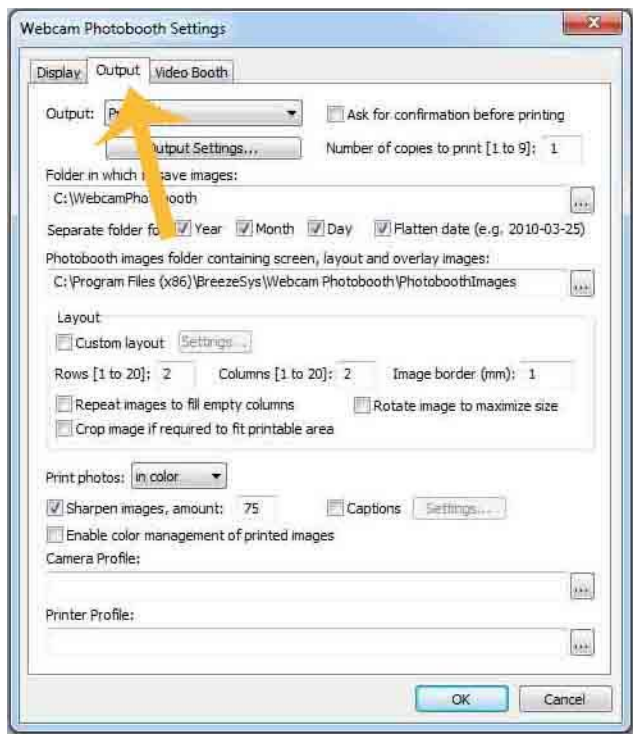 Webcam Photobooth Settings
Display Output Video Booth
Output: Ask for confirmation before printing
Output Settings... Number of copies to print [1 to 9]: 1
Folder in which save images:
...
Separate folder Year Month Day Flatten date (e.g. 2010-03-25)
Photobooth images folder containing screen, layout and overlay images:
C:\Program Files (x86)\BreezeSys\Webcam Photobooth\PhotoboothImages ...
Layout
Custom layout Settings...
Rows [1 to 20]: 2 Columns [1 to 20]: 2 Image border (mm): 1
Repeat images to fill empty columns Rotate image to maximize size
Crop image if required to fit printable area
Print photos: in color
Sharpen images, amount: 75 Captions Settings...
Enable color management of printed images
Camera Profile:
...
Printer Profile:
...
OK Cancel